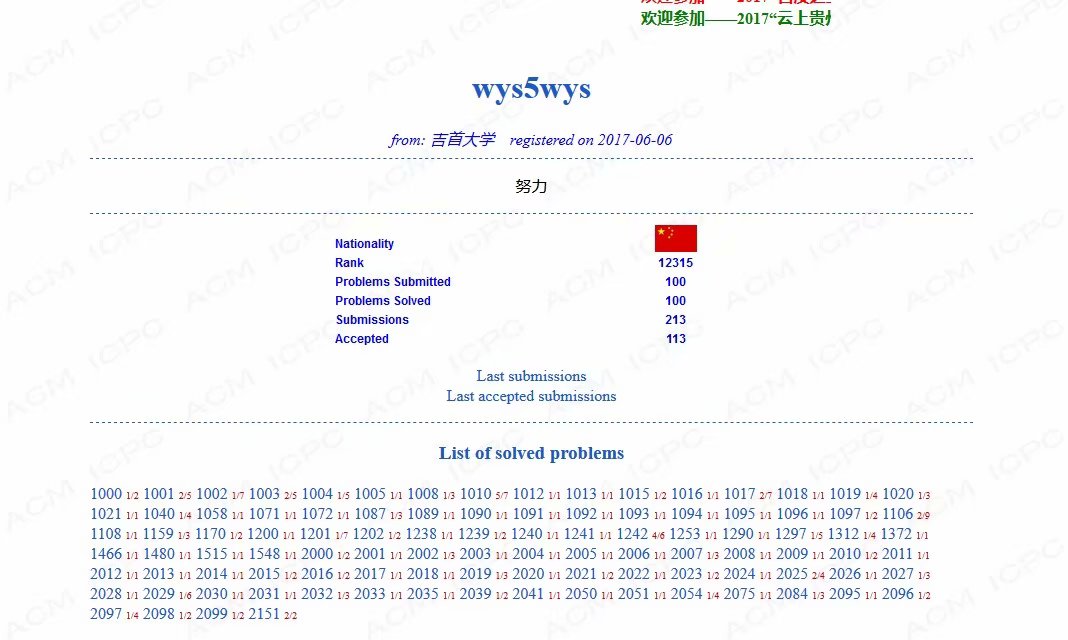 欢迎参加——2017“云上贵州
wys5wys
from: 吉首大学 registered on 2017-06-06
努力
Nationality
Rank 12315
Problems Submitted 100
Problems Solved 100
Submissions 213
Accepted 113
Last submissions
Last accepted submissions
List of solved problems
1000 1/2 1001 2/5 1002 1/7 1003 2/5 1004 1/5 1005 1/1 1008 1/3 1010 5/7 1012 1/1 1013 1/1 1015 1/2 1016 1/1 1017 2/7 1018 1/1 1019 1/4 1020 1/3
1021 1/1 1040 1/4 1058 1/1 1071 1/1 1072 1/1 1087 1/3 1089 1/1 1090 1/1 1091 1/1 1092 1/1 1093 1/1 1094 1/1 1095 1/1 1096 1/1 1097 1/2 1106 2/9
1108 1/1 1159 1/3 1170 1/2 1200 1/1 1201 1/7 1202 1/2 1238 1/1 1239 1/2 1240 1/1 1241 1/1 1242 4/6 1253 1/1 1290 1/1 1297 1/5 1312 1/4 1372 1/1
1466 1/1 1480 1/1 1515 1/1 1548 1/1 2000 1/2 2001 1/1 2002 1/3 2003 1/1 2004 1/1 2005 1/1 2006 1/1 2007 1/3 2008 1/1 2009 1/1 2010 1/2 2011 1/1
2012 1/1 2013 1/1 2014 1/1 2015 1/2 2016 1/2 2017 1/1 2018 1/1 2019 1/3 2020 1/1 2021 1/2 2022 1/1 2023 1/2 2024 1/1 2025 2/4 2026 1/1 2027 1/3
2028 1/1 2029 1/6 2030 1/1 2031 1/1 2032 1/3 2033 1/1 2035 1/1 2039 1/2 2041 1/1 2050 1/1 2051 1/1 2054 1/4 2075 1/1 2084 1/3 2095 1/1 2096 1/2
2097 1/4 2098 1/2 2099 1/2 2151 2/2
ACM ICPC